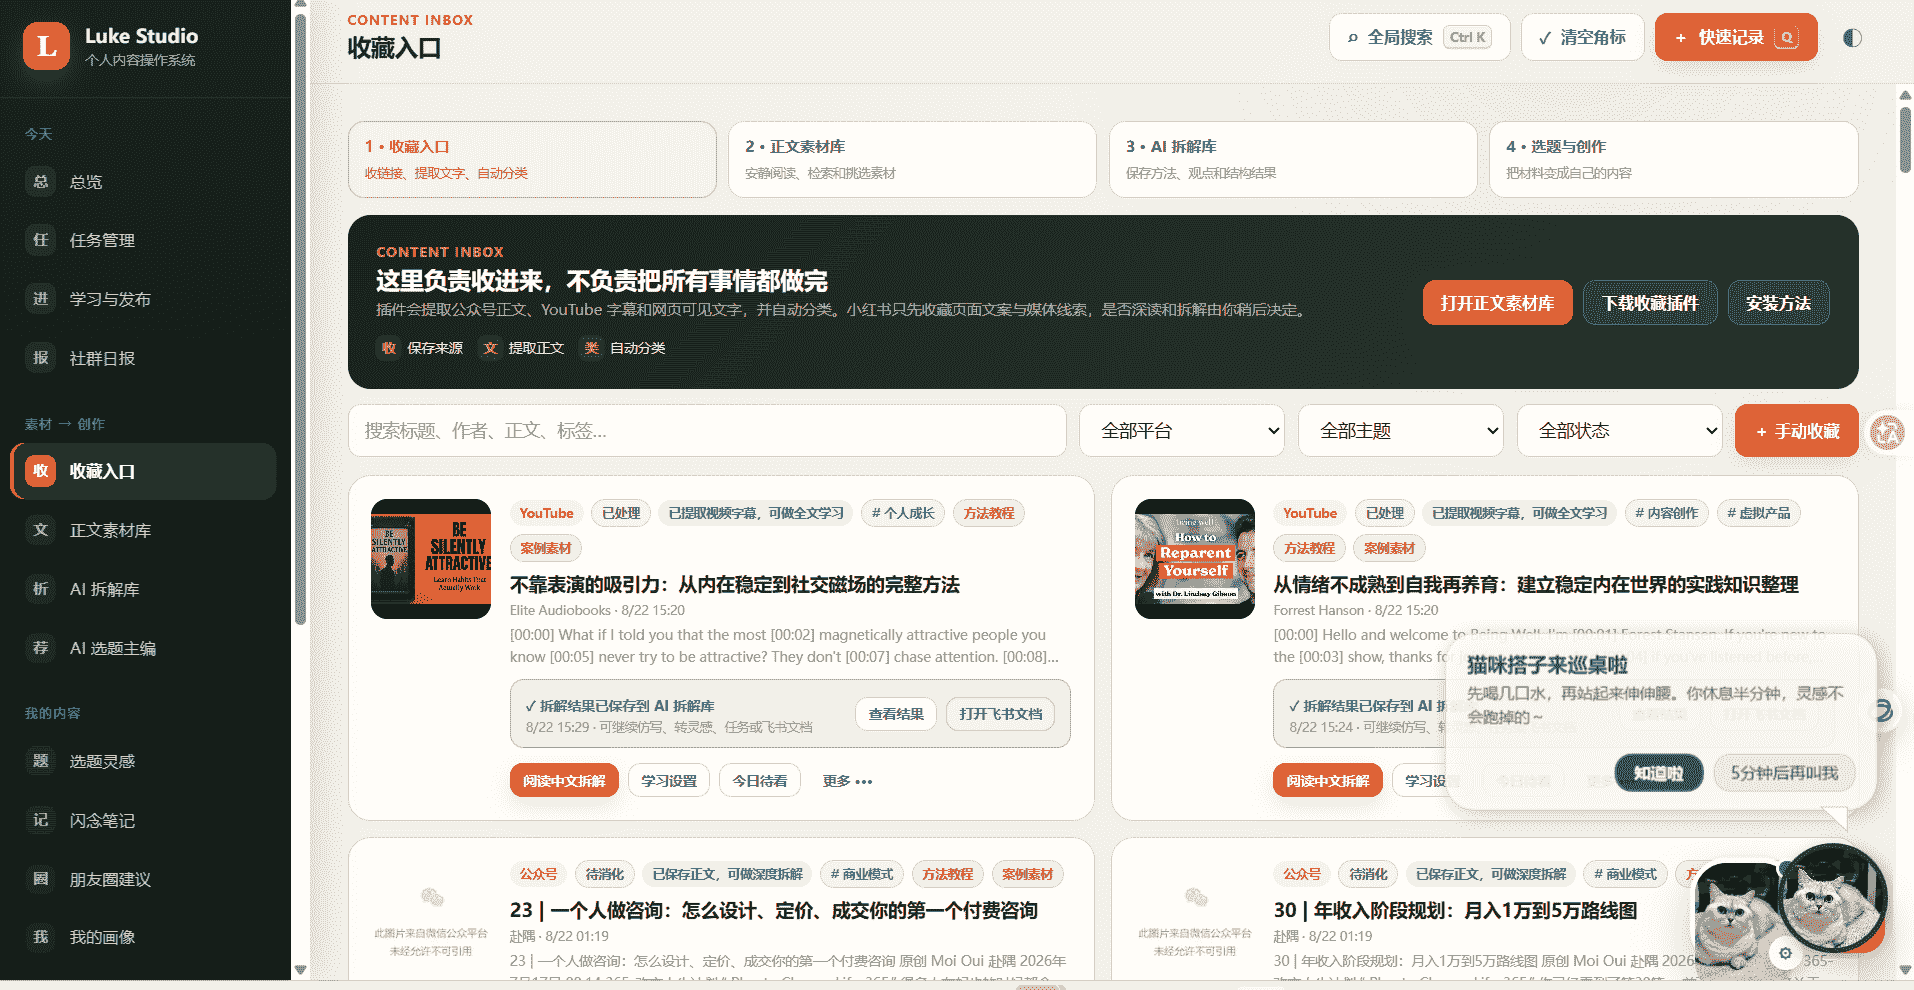 L
Luke Studio
个人内容操作系统
今天
总 总览
任 任务管理
进 学习与发布
报 社群日报
素材 → 创作
收 收藏入口
文 正文素材库
析 AI 拆解库
荐 AI 选题主编
我的内容
题 选题灵感
记 闪念笔记
圈 朋友圈建议
我 我的画像
CONTENT INBOX
收藏入口
全局搜索 Ctrl K
✓ 清空角标
+ 快速记录 Q
1 • 收藏入口
收链接、提取文字、自动分类
2 • 正文素材库
安静阅读、检索和挑选素材
3 • AI 拆解库
保存方法、观点和结构结果
4 • 选题与创作
把材料变成自己的内容
CONTENT INBOX
这里负责收进来，不负责把所有事情都做完
插件会提取公众号正文、YouTube 字幕和网页可见文字，并自动分类。小红书只先收藏页面文案与媒体线索，是否深读和拆解由你稍后决定。
收 保存来源 文 提取正文 类 自动分类
打开正文素材库
下载收藏插件
安装方法
搜索标题、作者、正文、标签...
全部平台
全部主题
全部状态
+ 手动收藏
BE SILENTLY ATTRACTIVE
BE
SILENTLY
ATTRACTIVE
Learn Habits That
Actually Work
YouTube 已处理 已提取视频字幕，可做全文学习 # 个人成长 方法教程
案例素材
不靠表演的吸引力：从内在稳定到社交磁场的完整方法
Elite Audiobooks · 8/22 15:20
[00:00] What if I told you that the most [00:02] magnetically attractive people you
know [00:05] never try to be attractive? They don't [00:07] chase attention. [00:08]...
✓ 拆解结果已保存到 AI 拆解库
8/22 15:29 · 可继续仿写、转灵感、任务或飞书文档
查看结果
打开飞书文档
阅读中文拆解 学习设置 今日待看 更多 •••
being well
How to
Reparent
Yourself
with Dr. Lindsay Gibson
YouTube 已处理 已提取视频字幕，可做全文学习 # 内容创作 # 虚拟产品
方法教程 案例素材
从情绪不成熟到自我再养育：建立稳定内在世界的实践知识整理
Forrest Hanson · 8/22 15:20
[00:00] Hello and welcome to Being Well, I'm [00:01] Forest
the [00:03] show, thanks for
✓ 拆解结果已保存到 AI 拆
8/22 15:24 · 可继续仿写、转
阅读中文拆解 学习设
猫咪搭子来巡桌啦
先喝几口水，再站起来伸伸腰。你休息半分钟，灵感不
会跑掉的～
知道啦
5分钟后再叫我
此图片来自微信公众平台
未经允许不可引用
公众号 待消化 已保存正文，可做深度拆解 # 商业模式 方法教程 案例素材
23 | 一个人做咨询：怎么设计、定价、成交你的第一个付费咨询
赴隅 · 8/22 01:19
23 | 一个人做咨询：怎么设计、定价、成交你的第一个付费咨询 原创 Moi Oui 赴隅 2026年
此图片来自微信公众平台
未经允许不可引用
公众号 待消化 已保存正文，可做深度拆解 # 商业模式
30 | 年收入阶段规划：月入1万到5万路线图
赴隅 · 8/22 01:19
30 | 年收入阶段规划：月入1万到5万路线图 原创 Moi Oui 赴隅 2026